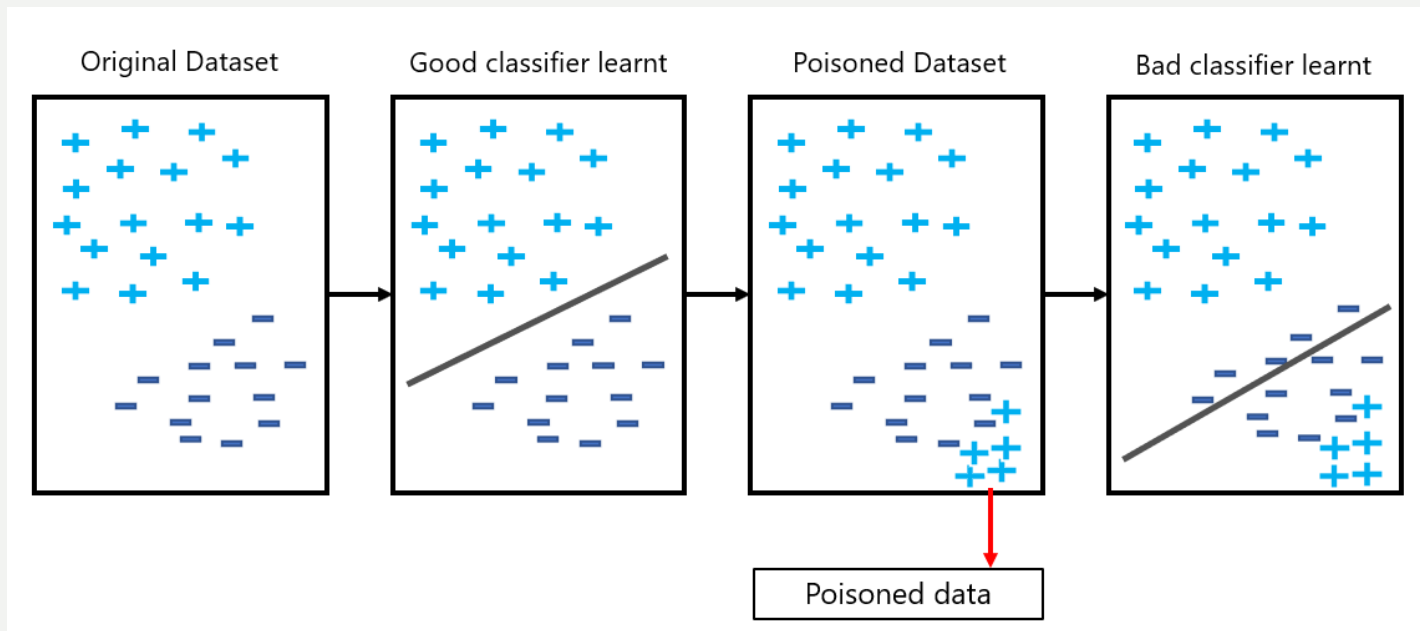 Original Dataset
Good classifier learnt
Poisoned Dataset
Bad classifier learnt
Poisoned data